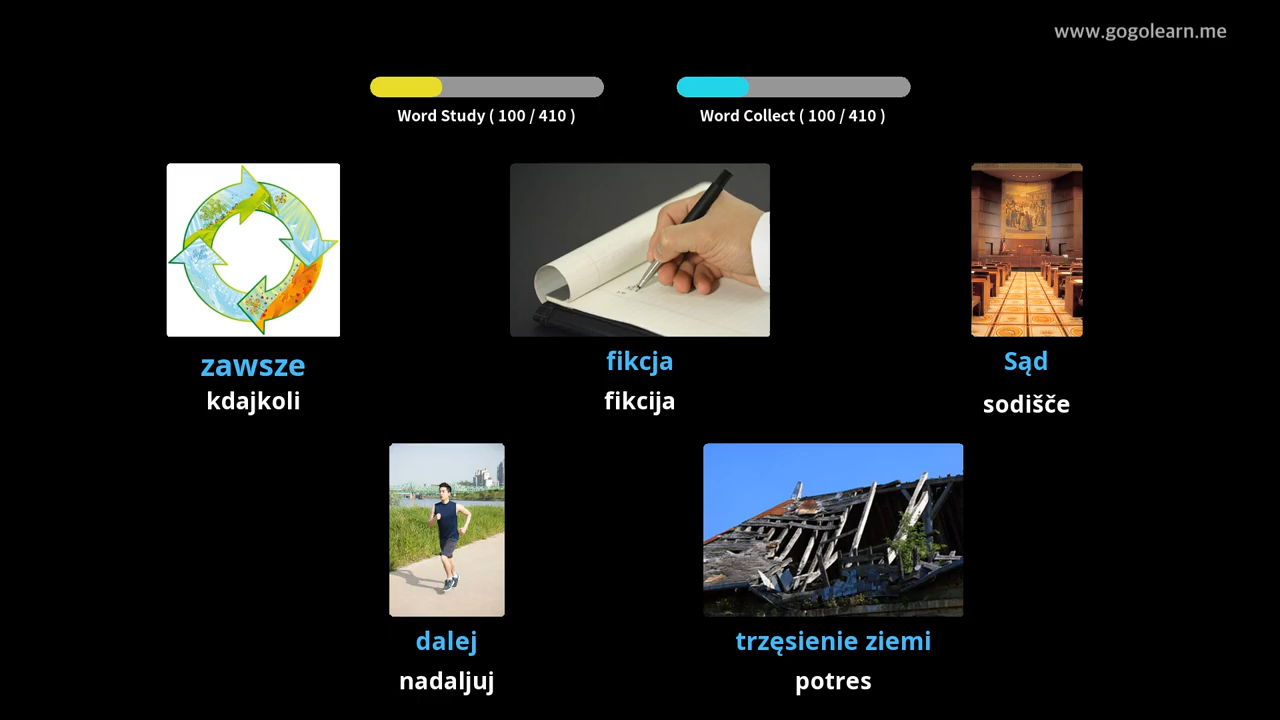 www.gogolearn.me
Word Study ( 100 / 410 )
Word Collect ( 100 / 410 )
zawsze
kdajkoli
fikcja
fikcija
Sąd
sodišče
dalej
nadaljuj
trzęsienie ziemi
potres